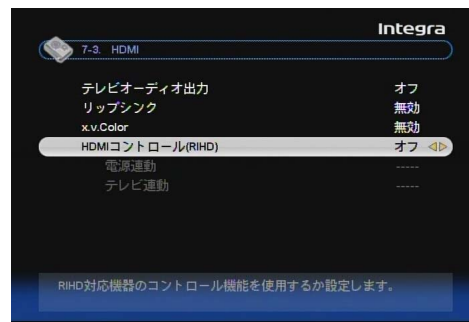 Integra
7-3. HDMI
テレビオーディオ出力 オフ
リップシンク 無効
x.v.Color 無効
HDMIコントロール(RIHD) オフ
電源連動 -----
テレビ連動 -----
RIHD対応機器のコントロール機能を使用するか設定します。